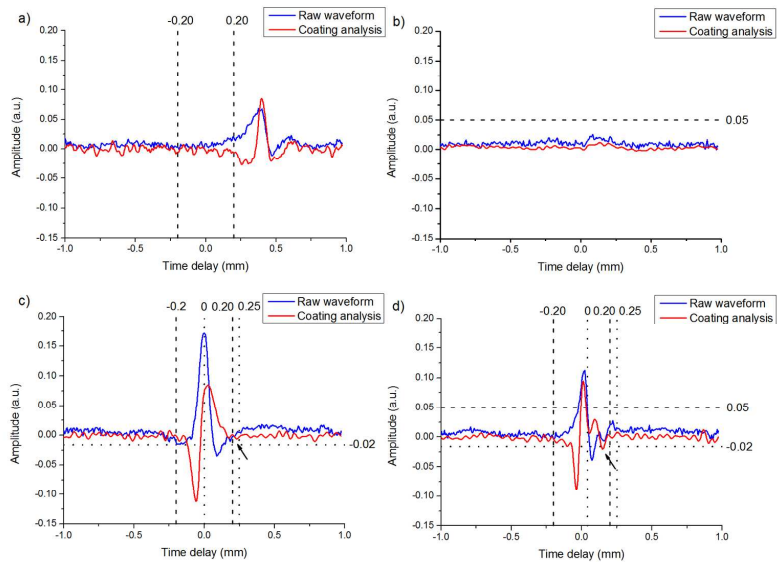 a)
-0.20 0.20
Raw waveform
Coating analysis
Amplitude (a.u.)
0.20
0.15
0.10
0.05
0.00
-0.05
0.10
0.15
-1.0 -0.5 0.0 0.5 1.0
Time delay (mm)
b)
Raw waveform
Coating analysis
Amplitude (a.u.)
0.20
0.15
0.10
0.05
0.00
-0.05
0.10
-0.15
0.05
-1.0 -0.5 0.0 0.5 1.0
Time delay (mm)
c)
-0.2 0 0.20 0.25
Raw waveform
Coating analysis
Amplitude (a.u.)
0.20
0.15
0.10
0.05
0.00
-0.05
0.10
0.15
-0.02
-1.0 -0.5 0.0 0.5 1.0
Time delay (mm)
d)
-0.20 0 0.20 0.25
Raw waveform
Coating analysis
Amplitude (a.u.)
0.20
0.15
0.10
0.05
0.00
-0.05
0.10
0.15
0.05
-0.02
-1.0 -0.5 0.0 0.5 1.0
Time delay (mm)